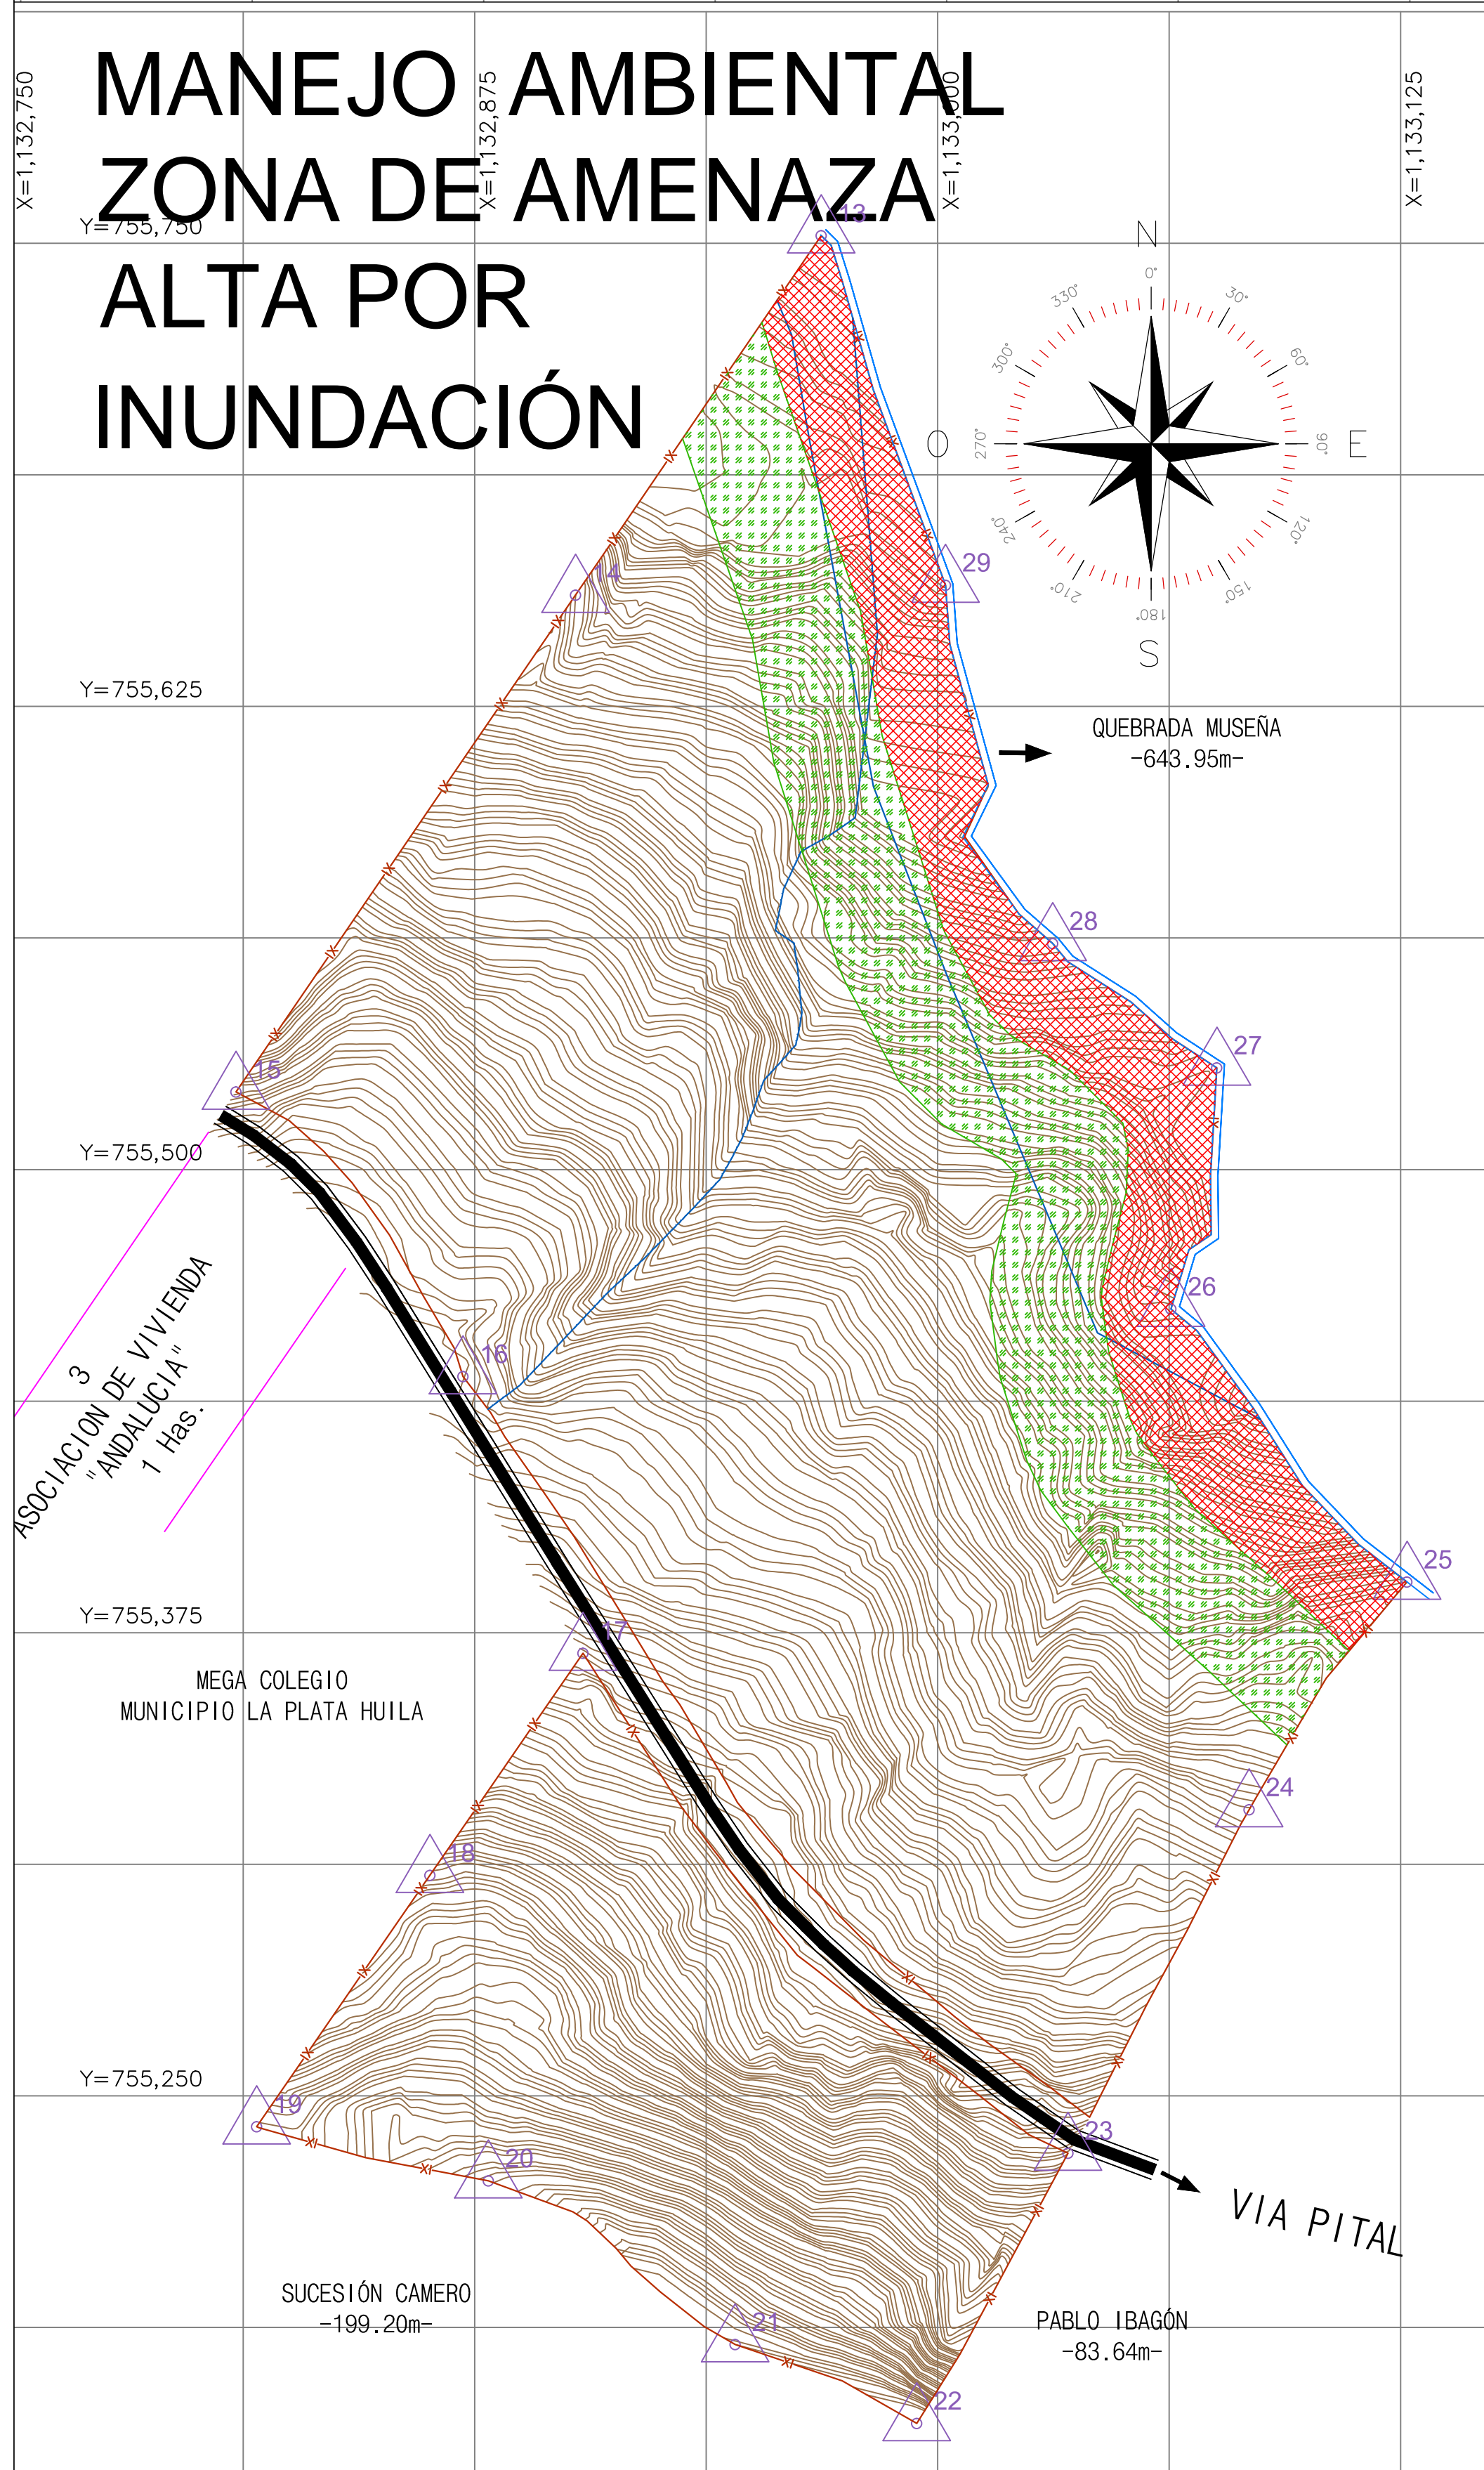 MANEJO AMBIENTAL
ZONA DE AMENAZA
ALTA POR
INUNDACIÓN
X=1,132,750
X=1,132,875
X=1,133,000
X=1,133,125
Y=755,750
Y=755,625
Y=755,500
Y=755,375
Y=755,250
N
E
S
O
0°
30°
60°
90°
120°
150°
180°
210°
240°
270°
300°
330°
13
14
15
16
17
18
19
20
21
22
23
24
25
26
27
28
29
QUEBRADA MUSEÑA
-643.95m-
3
ASOCIACION DE VIVIENDA
"ANDALUCIA"
1 Has.
MEGA COLEGIO
MUNICIPIO LA PLATA HUILA
VIA PITAL
SUCESIÓN CAMERO
-199.20m-
PABLO IBAGÓN
-83.64m-